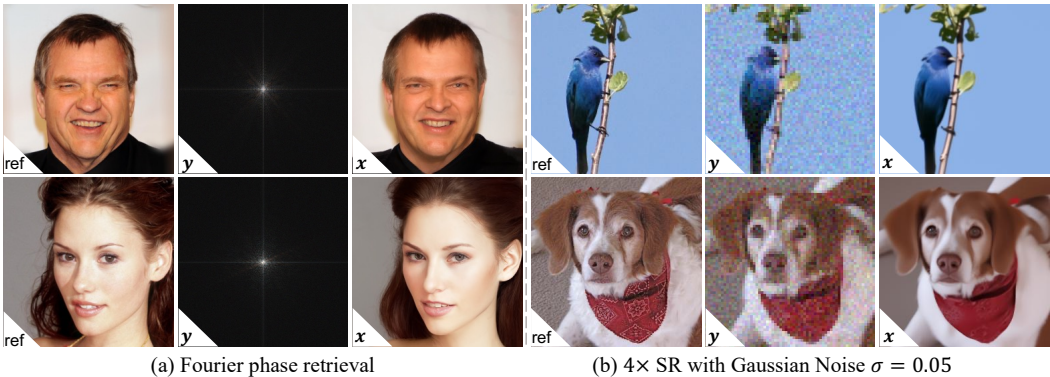 ref y x ref y x
ref y x ref y x
(a) Fourier phase retrieval (b) 4× SR with Gaussian Noise σ = 0.05